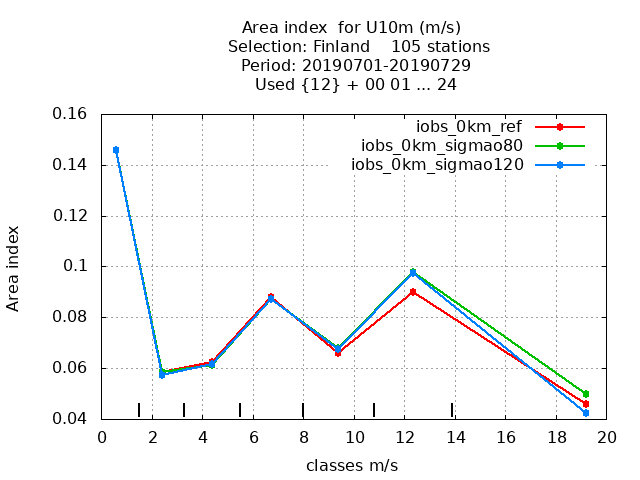 Area index  for U10m (m/s)
Selection: Finland    105 stations
Period: 20190701-20190729
Used {12} + 00 01 ... 24
iobs_0km_ref
iobs_0km_sigmao80
iobs_0km_sigmao120
Area index
0.16
0.14
0.12
0.1
0.08
0.06
0.04
0 2 4 6 8 10 12 14 16 18 20
classes m/s